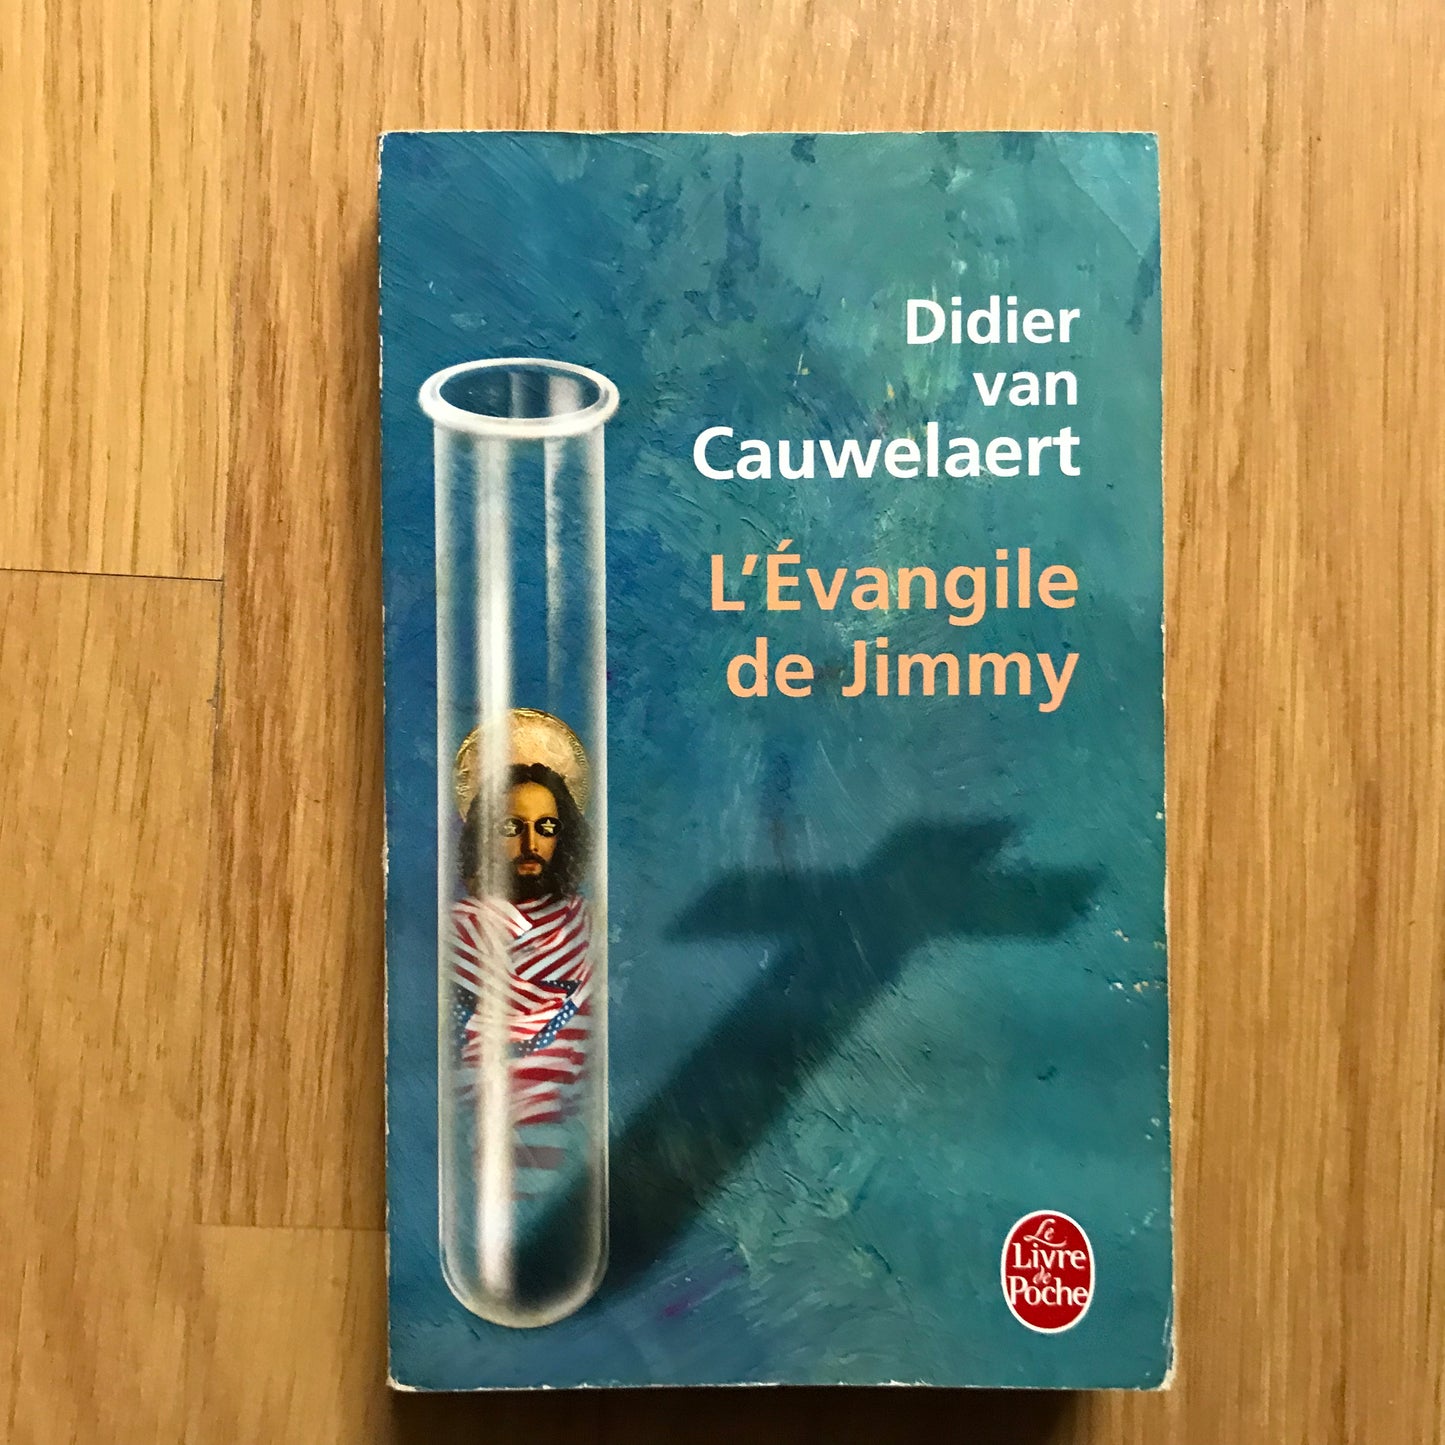 Didier
van
Cauwelaert
L'Évangile
de Jimmy
Le
Livre
de
Poche